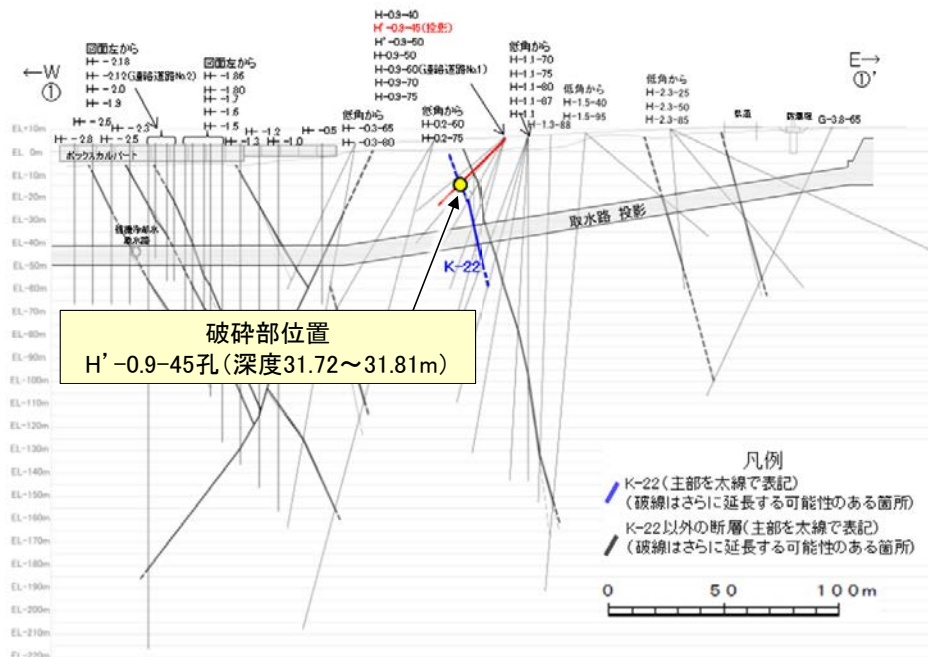 ←W
①
図面左から
H- -2.18
H- -2.12(連絡道路No.2)
H- -2.0
H- -1.9
図面左から
H- -1.86
H- -1.80
H- -1.7
H- -1.6
H- -1.5
H-0.9-40
H'-0.9-45(投影)
H'-0.9-50
H-0.9-50
H-0.9-60(連絡道路No.1)
H-0.9-70
H-0.9-75
低角から
H-1.1-70
H-1.1-75
H-1.1-80
H-1.1-87
H-1.1
H-1.3-88
低角から
H-1.5-40
H-1.5-95
低角から
H-2.3-25
H-2.3-50
H-2.3-85
E→
①'
H- -2.8
H- -2.6
H- -2.5
H- -2.3
H- -1.3
H- -1.2
H- -1.0
H- -0.5
低角から
H- -0.3-65
H- -0.3-80
低角から
H-0.2-60
H-0.2-75
鉄道
防潮堤
G-3.8-65
ボックスカルバート
補機冷却水
取水路
取水路 投影
K-22
破砕部位置
H'-0.9-45孔(深度31.72～31.81m)
EL+10m
EL 0m
EL-10m
EL-20m
EL-30m
EL-40m
EL-50m
EL-60m
EL-70m
EL-80m
EL-90m
EL-100m
EL-110m
EL-120m
EL-130m
EL-140m
EL-150m
EL-160m
EL-170m
EL-180m
EL-190m
EL-200m
EL-210m
EL-220m
凡例
K-22(主部を太線で表記)
(破線はさらに延長する可能性のある箇所)
K-22以外の断層(主部を太線で表記)
(破線はさらに延長する可能性のある箇所)
0 50 100m